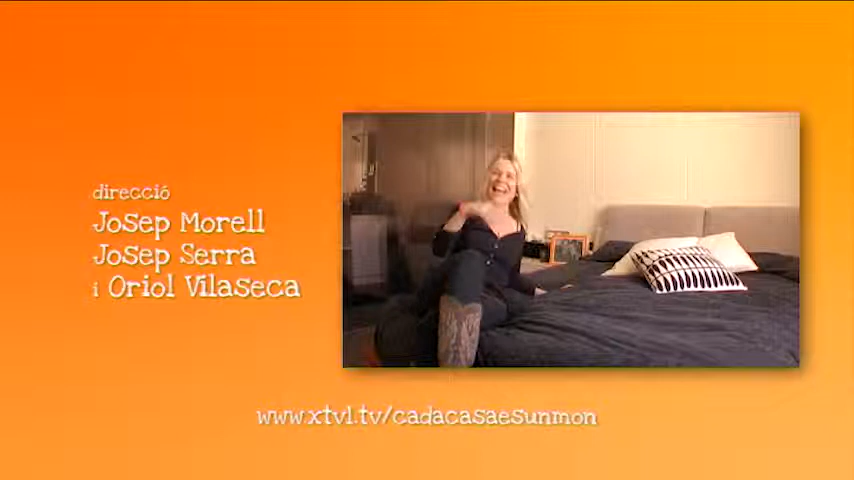 direcció
Josep Morell
Josep Serra
i Oriol Vilaseca
www.xtvl.tv/cadacasaesunmon